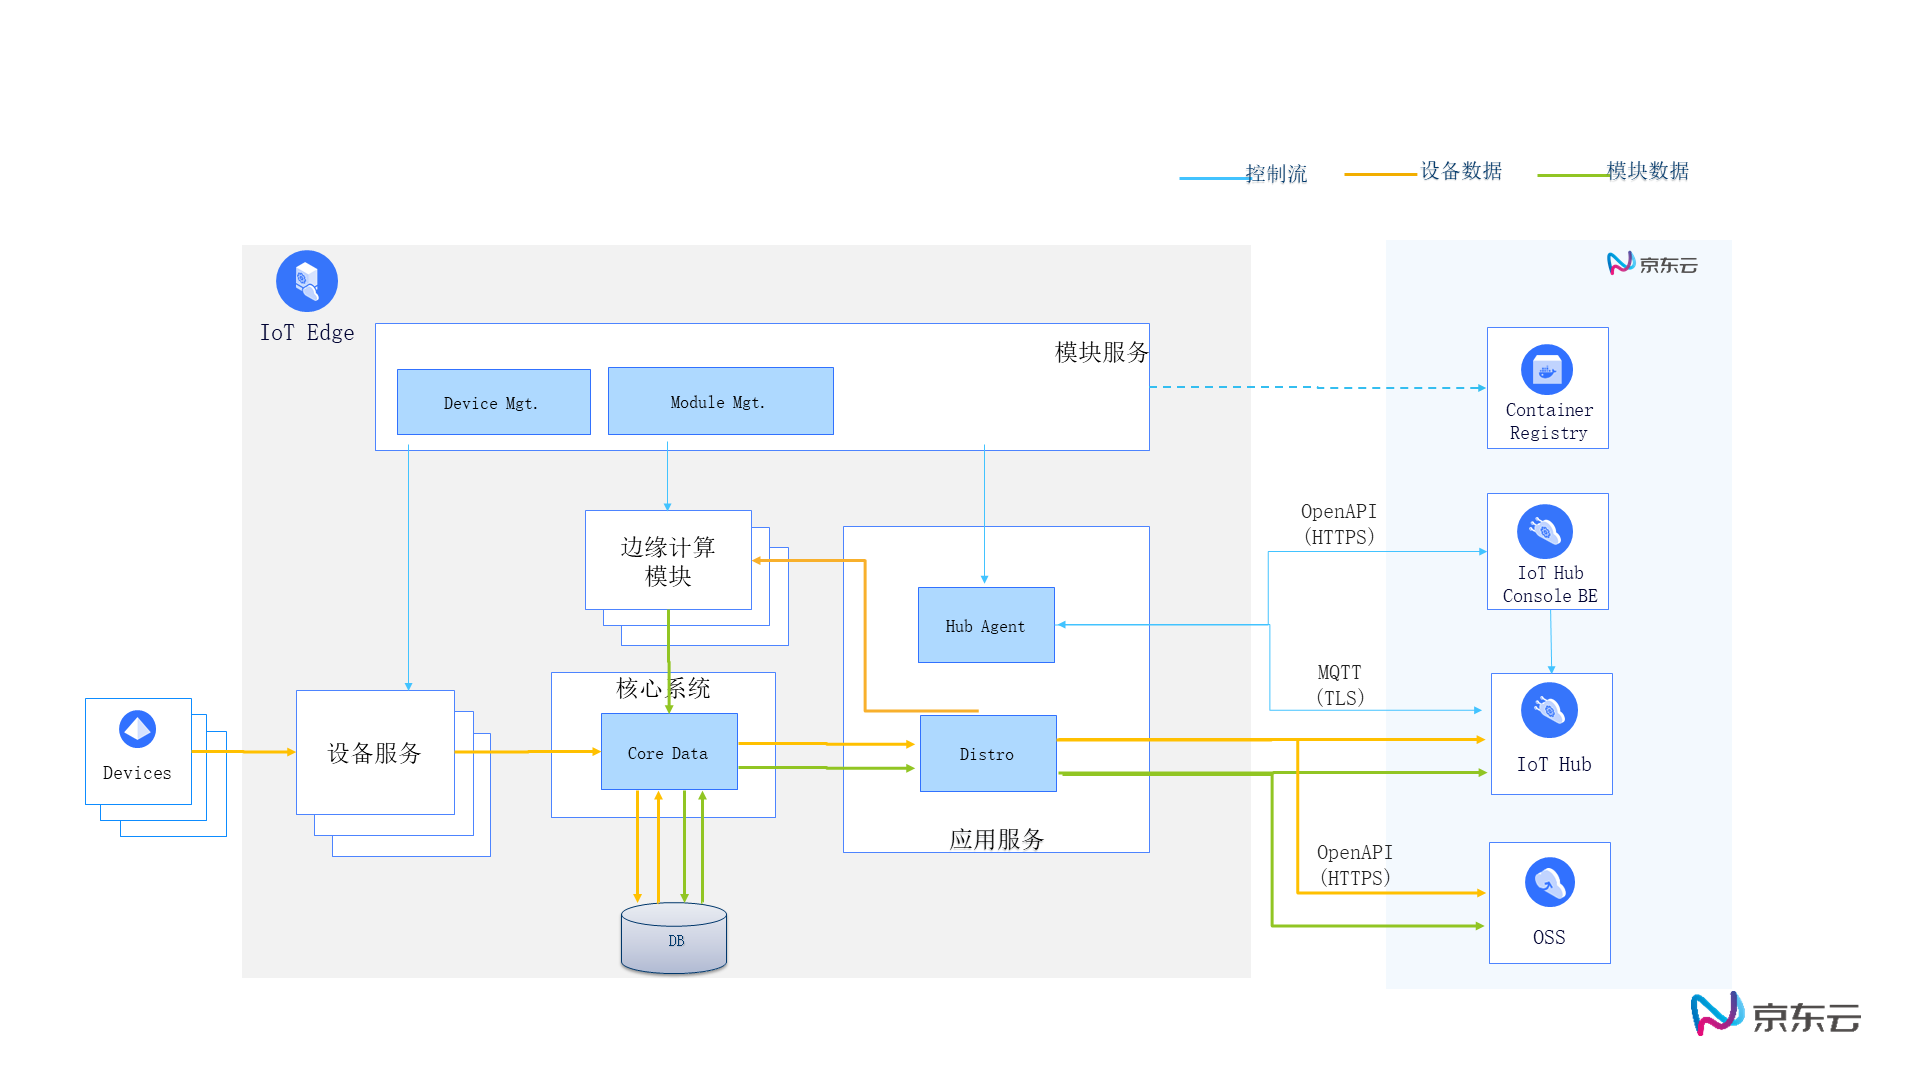 控制流
设备数据
模块数据
京东云
IoT Edge
模块服务
Device Mgt.
Module Mgt.
Container
Registry
OpenAPI
(HTTPS)
边缘计算
模块
IoT Hub
Console BE
Hub Agent
MQTT
(TLS)
核心系统
设备服务
Core Data
Distro
IoT Hub
Devices
应用服务
OpenAPI
(HTTPS)
DB
OSS
京东云